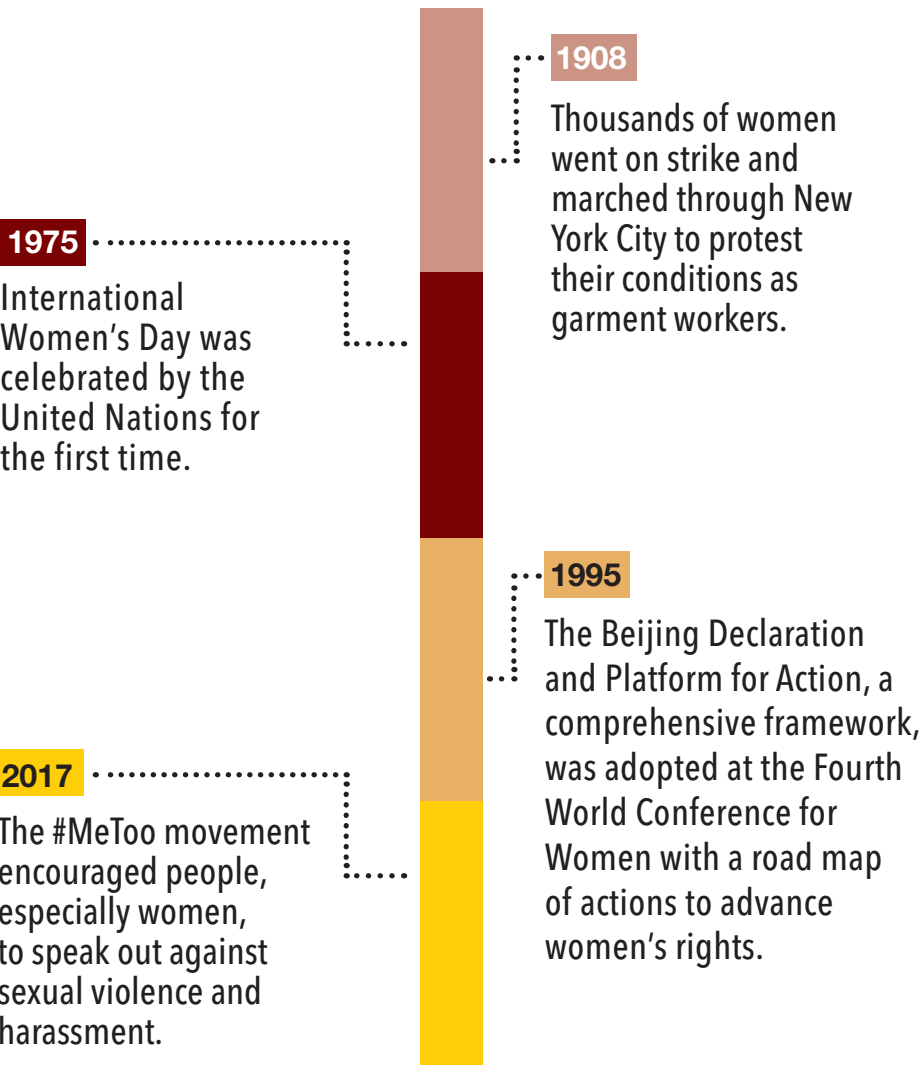 1908
Thousands of women
went on strike and
marched through New
York City to protest
their conditions as
garment workers.
1975
International
Women’s Day was
celebrated by the
United Nations for
the first time.
1995
The Beijing Declaration
and Platform for Action, a
comprehensive framework,
was adopted at the Fourth
World Conference for
Women with a road map
of actions to advance
women’s rights.
2017
The #MeToo movement
encouraged people,
especially women,
to speak out against
sexual violence and
harassment.